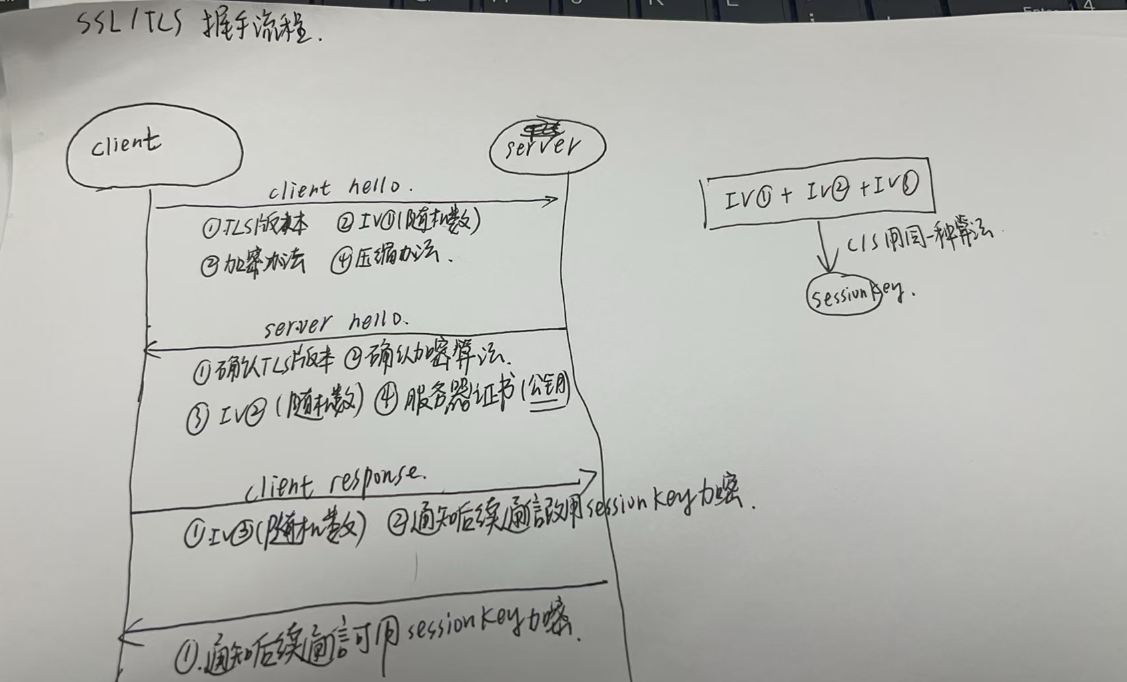 SSL/TLS 握手流程.
client
server
client hello.
①TLS版本 ②IV①(随机数)
③加密办法 ④压缩办法.
server hello.
①确认TLS版本 ②确认加密算法.
③ IV②(随机数) ④服务器证书(公钥)
client response.
①IV③(随机数) ②通知后续通信改用session key加密.
①.通知后续通信可用session key加密.
IV① + IV② + IV③
C/S用同一种算法
session key.